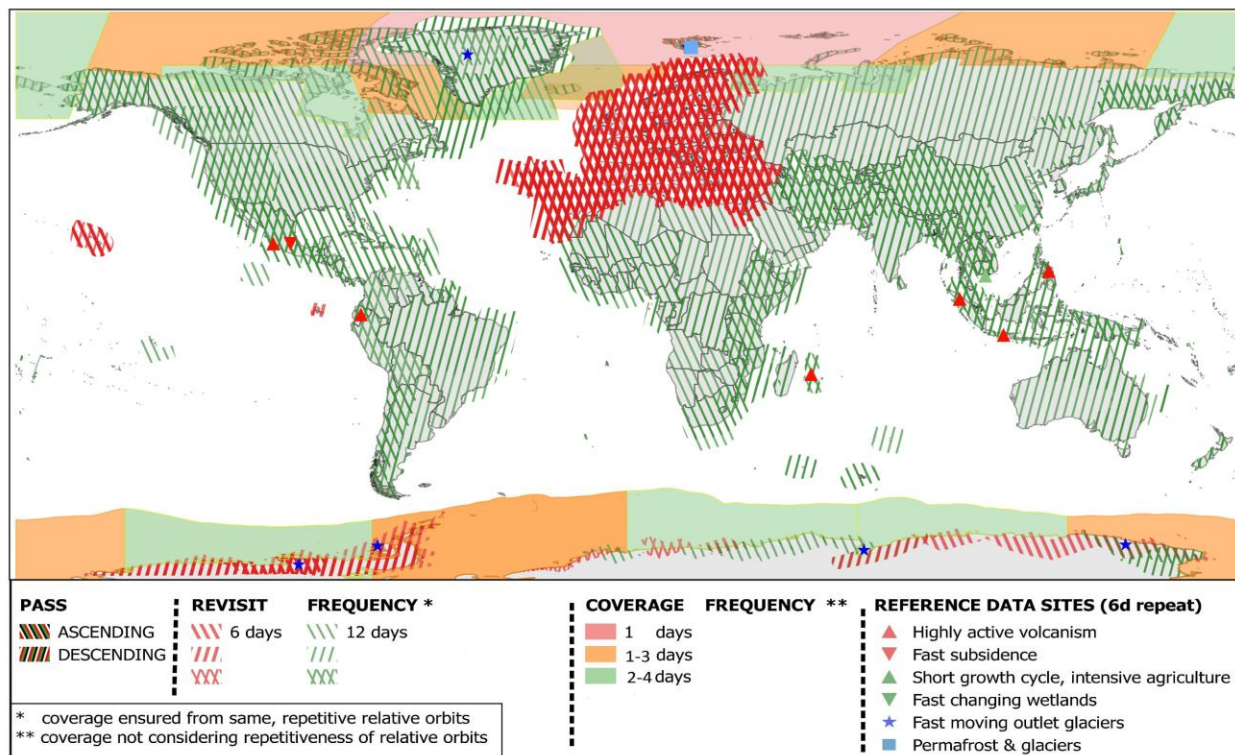 PASS
ASCENDING
DESCENDING
REVISIT FREQUENCY *
6 days 12 days
COVERAGE FREQUENCY **
1 days
1-3 days
2-4 days
REFERENCE DATA SITES (6d repeat)
Highly active volcanism
Fast subsidence
Short growth cycle, intensive agriculture
Fast changing wetlands
Fast moving outlet glaciers
Permafrost & glaciers
* coverage ensured from same, repetitive relative orbits
** coverage not considering repetitiveness of relative orbits